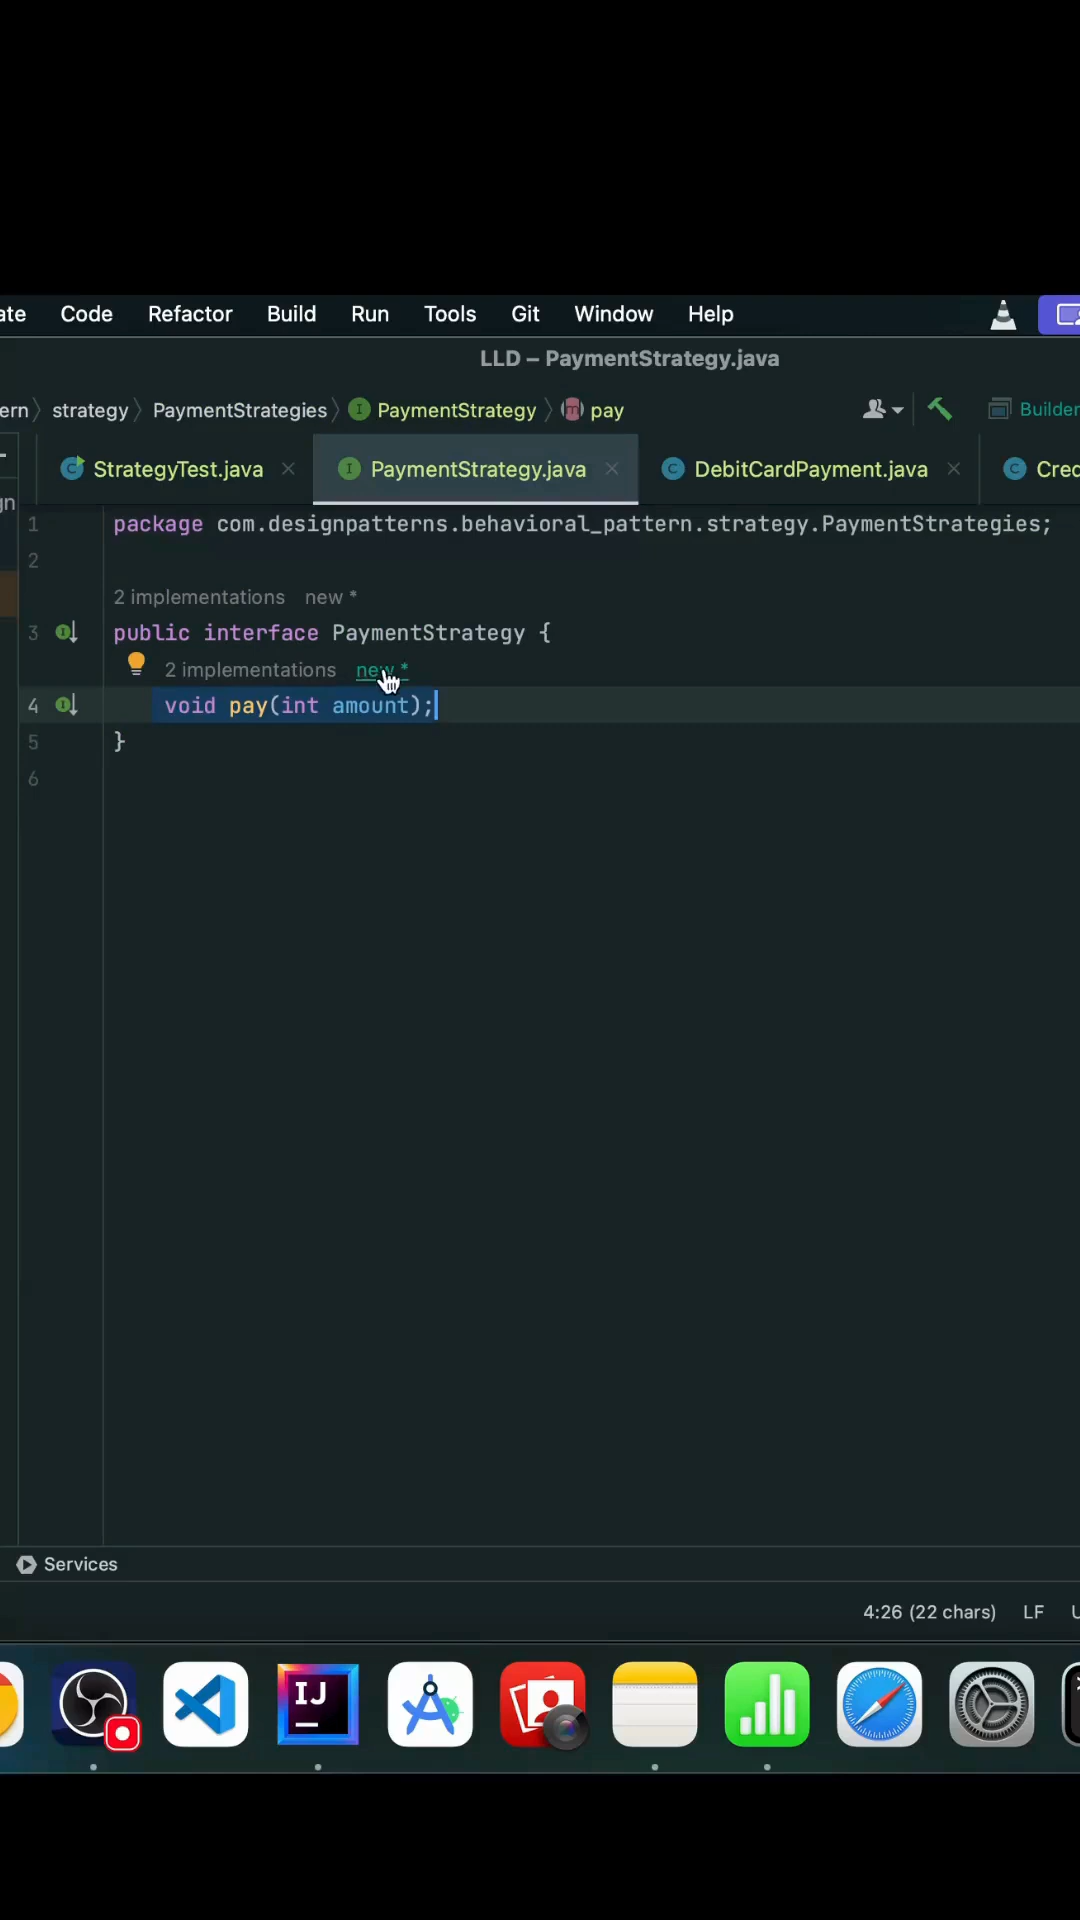 ate Code Refactor Build Run Tools Git Window Help
LLD – PaymentStrategy.java
ern 〉 strategy 〉 PaymentStrategies 〉 I PaymentStrategy 〉 m pay Builder
C StrategyTest.java × I PaymentStrategy.java × C DebitCardPayment.java × C Cred
gn
1 package com.designpatterns.behavioral_pattern.strategy.PaymentStrategies;
2
2 implementations new *
3 public interface PaymentStrategy {
2 implementations new *
4 void pay(int amount);
5 }
6
Services
4:26 (22 chars) LF U
IJ